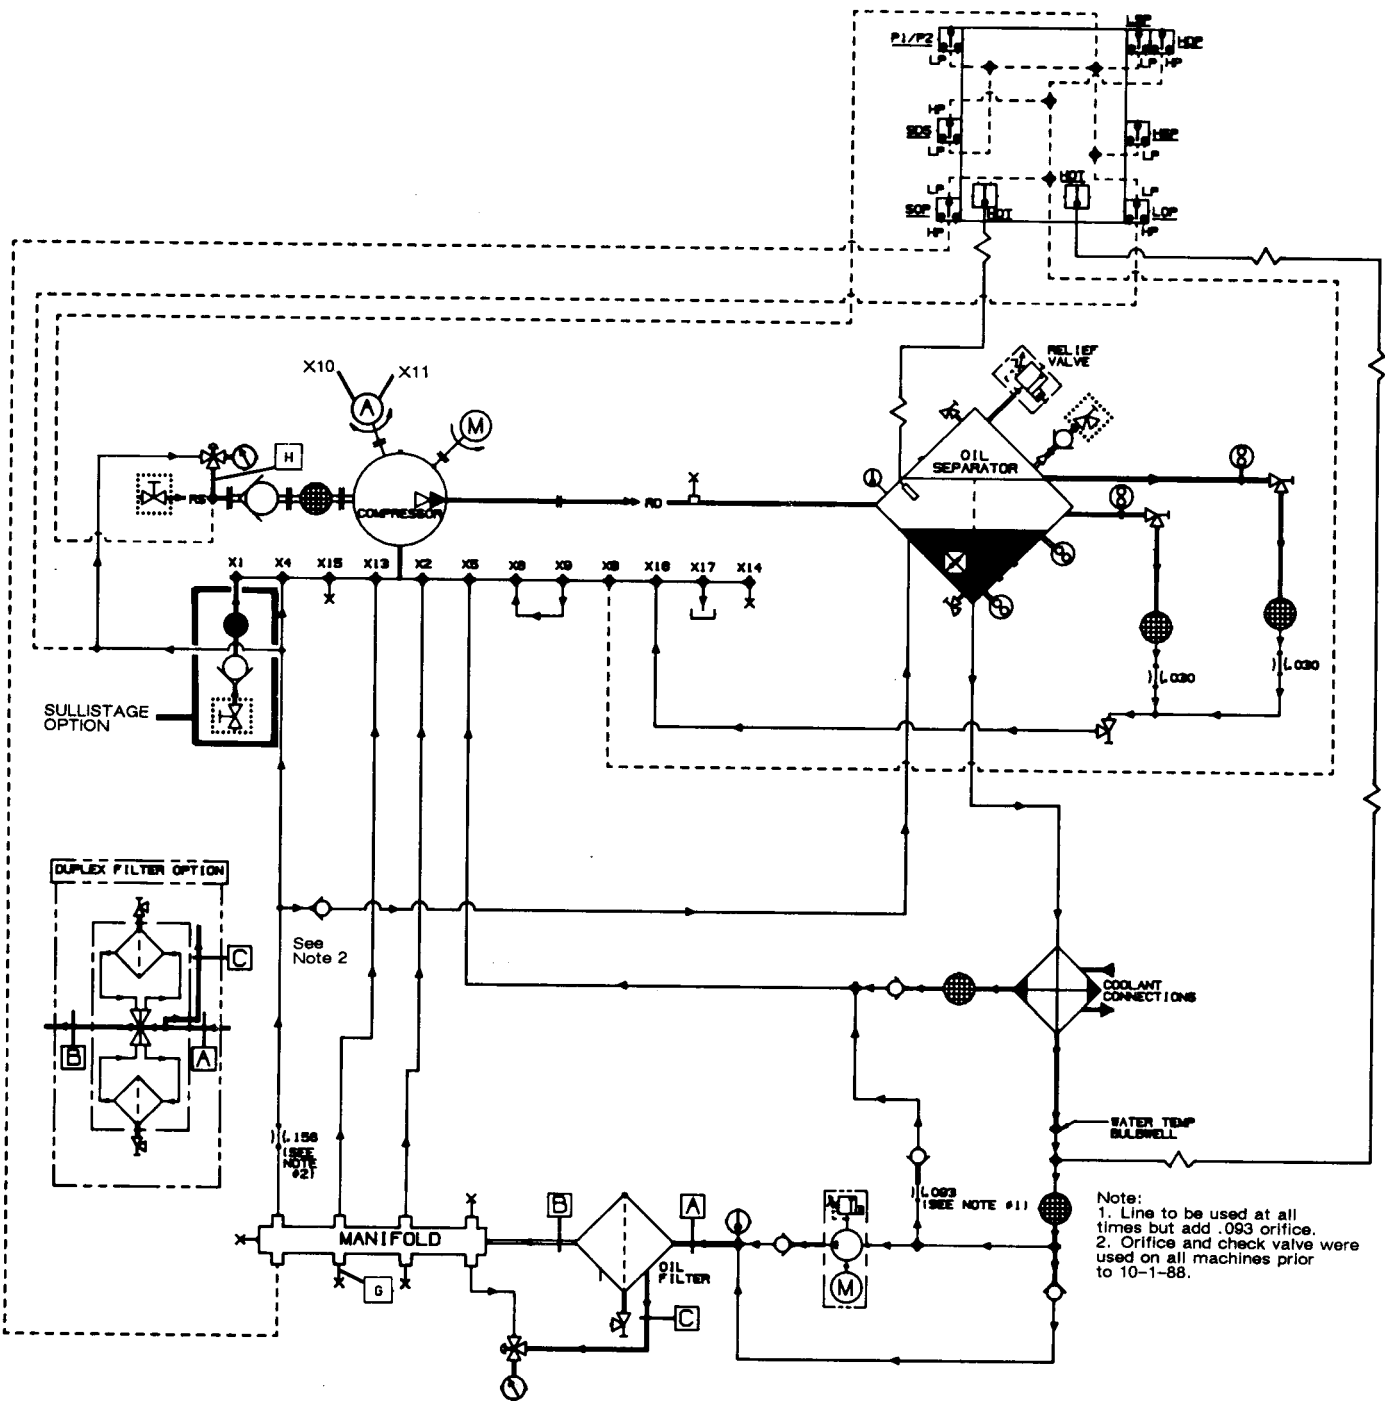 P1/P2
LSP
HOP
LP
LP
HP
HP
SDS
LP
HSP
LP
LP
HOT
LP
SOP
HOT
LOP
HP
HP
RELIEF
VALVE
X10
X11
A
M
H
OIL
SEPARATOR
RS
COMPRESSOR
RD
X1
X4
X15
X13
X2
X5
X8
X9
X6
X16
X17
X14
.030
.030
SULLISTAGE
OPTION
DUPLEX FILTER OPTION
C
B
A
See
Note 2
COOLANT
CONNECTIONS
.156
(SEE
NOTE
#2)
WATER TEMP
BULBWELL
.093
(SEE NOTE #1)
Note:
1. Line to be used at all
times but add .093 orifice.
2. Orifice and check valve were
used on all machines prior
to 10-1-88.
MANIFOLD
B
A
OIL
FILTER
M
G
C